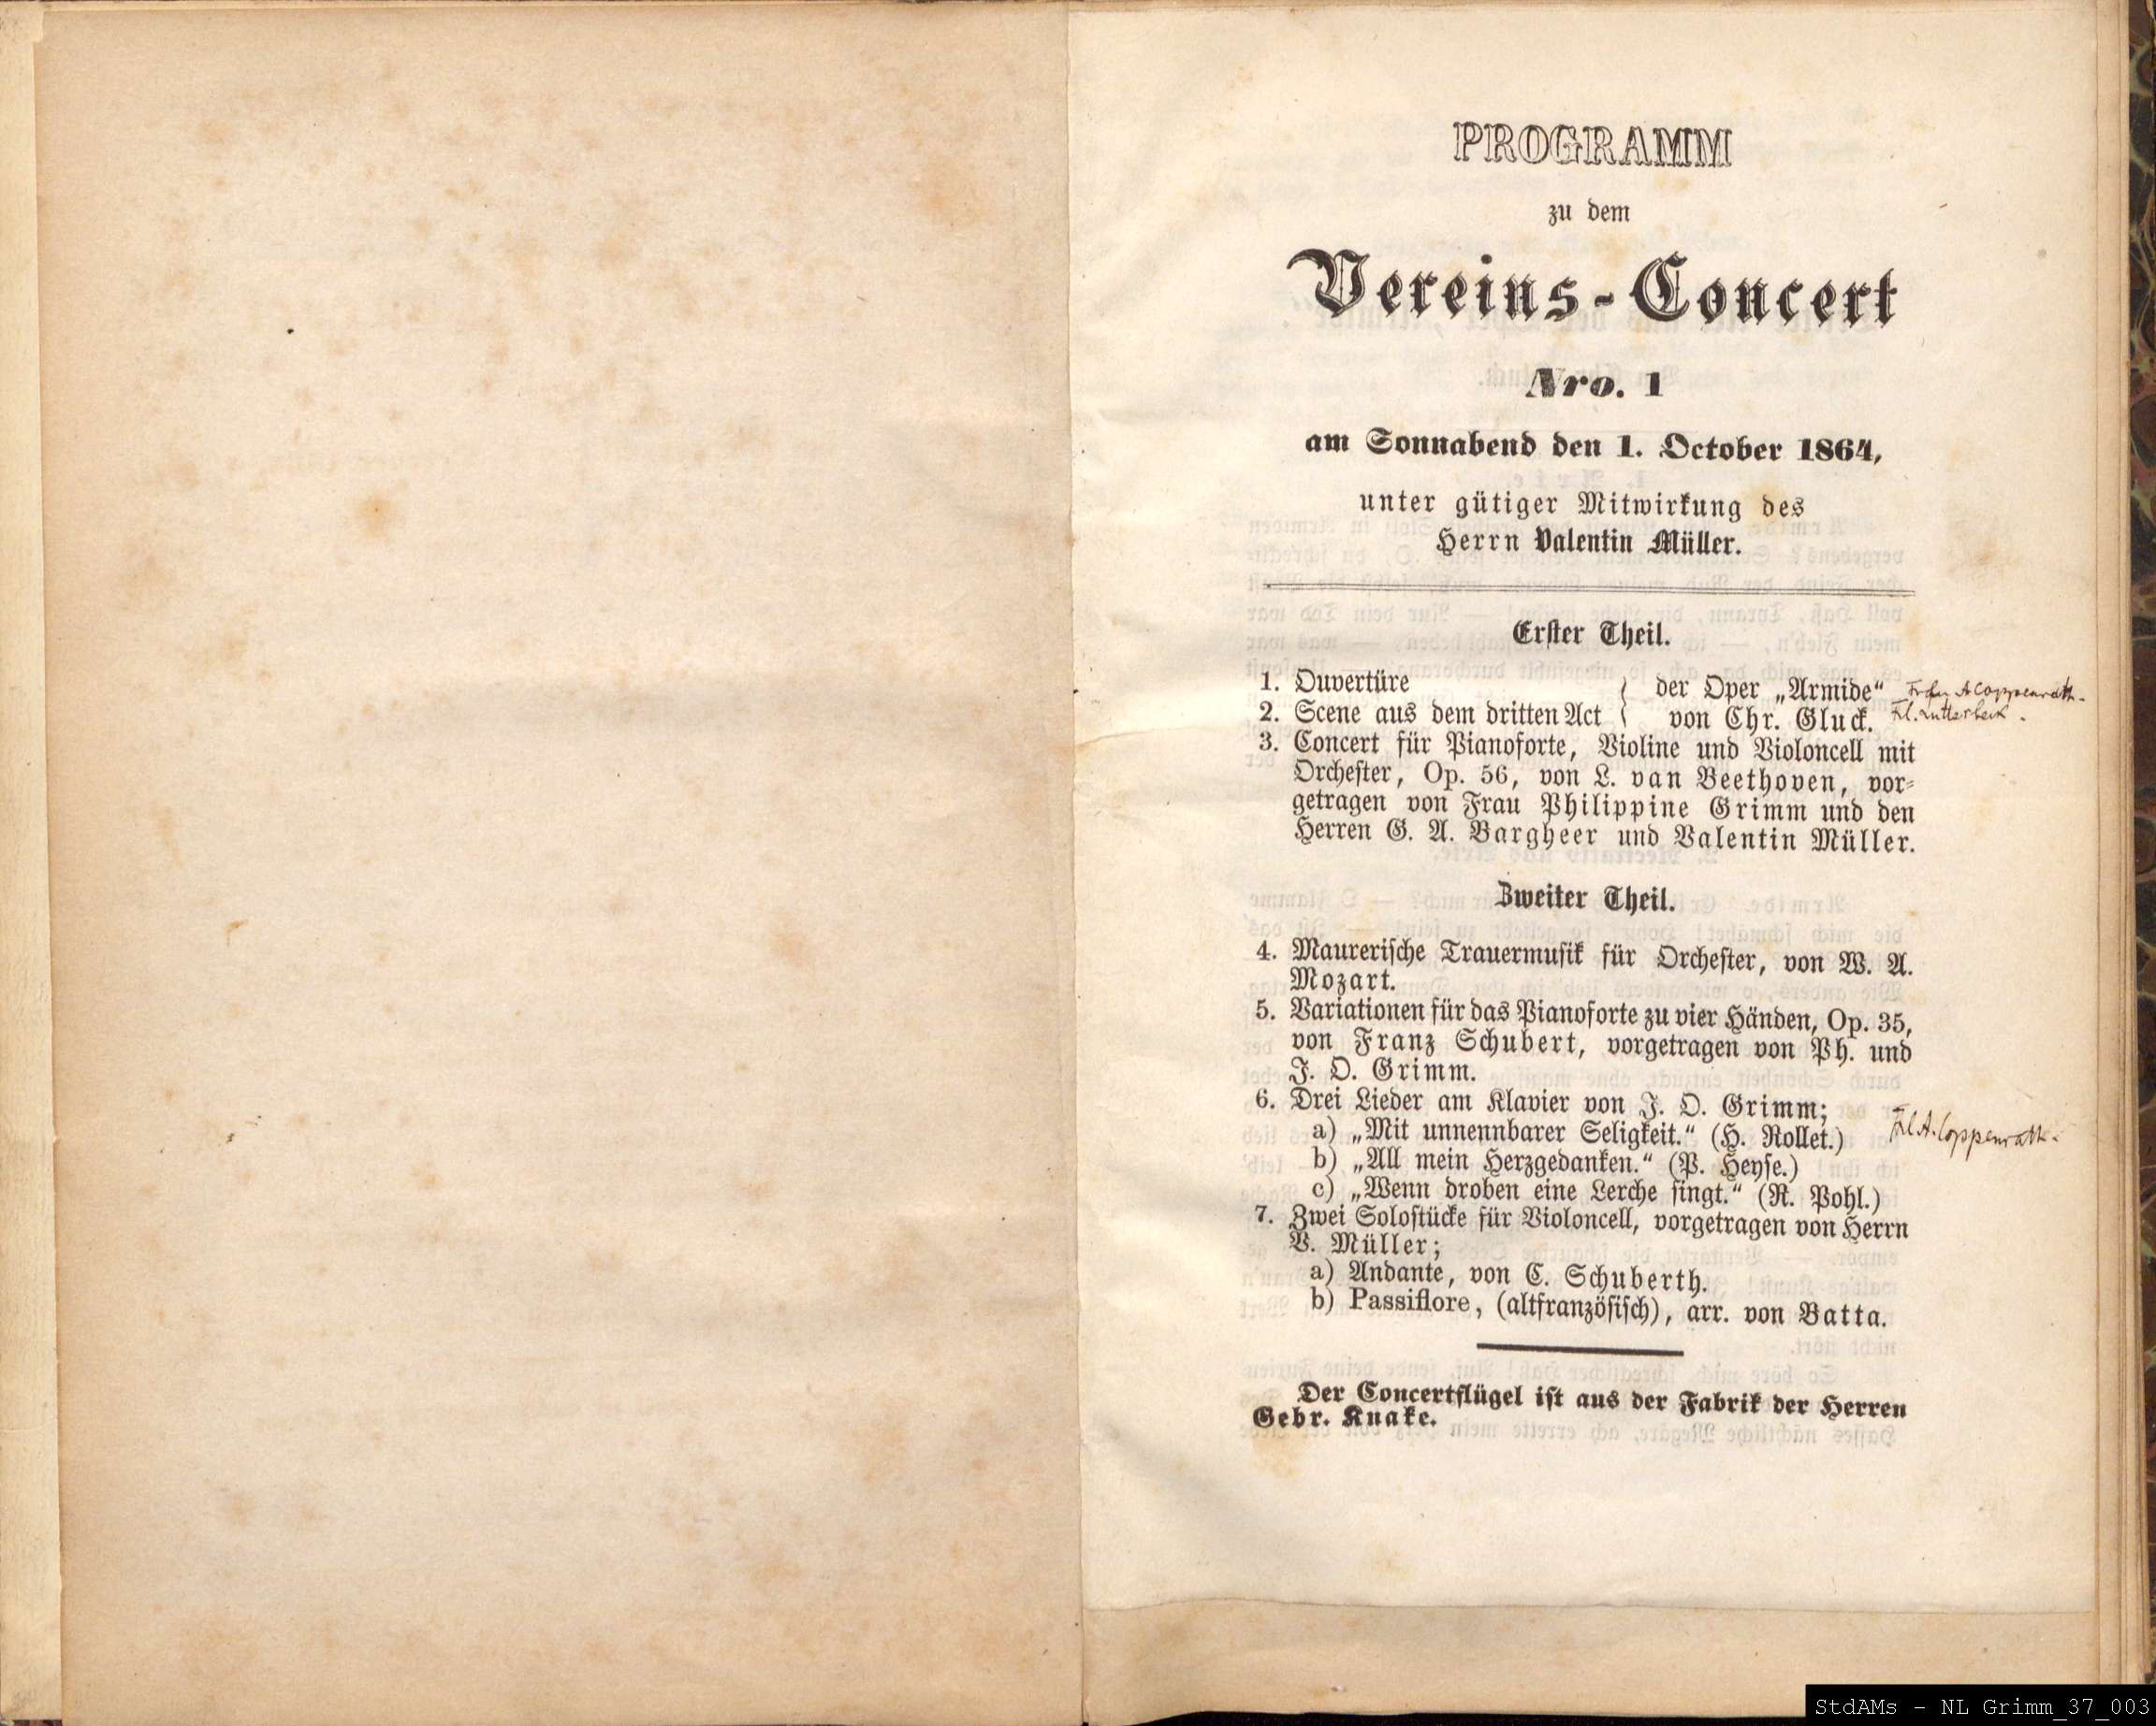 PROGRAMM
zu dem
Vereins-Concert
Nro. 1
am Sonnabend den 1. October 1864,
unter gütiger Mitwirkung des
Herrn Valentin Müller.
Erster Theil.
1. Ouvertüre
2. Scene aus dem dritten Act
} der Oper „Armide“
von Chr. Gluck.
A Coppenrath.
Frl. Lutterbeck.
3. Concert für Pianoforte, Violine und Violoncell mit
Orchester, Op. 56, von L. van Beethoven, vor-
getragen von Frau Philippine Grimm und den
Herren G. A. Bargheer und Valentin Müller.
Zweiter Theil.
4. Maurerische Trauermusik für Orchester, von W. A.
Mozart.
5. Variationen für das Pianoforte zu vier Händen, Op. 35,
von Franz Schubert, vorgetragen von Ph. und
J. O. Grimm.
6. Drei Lieder am Klavier von J. O. Grimm;
a) „Mit unnennbarer Seligkeit.“ (H. Rollet.)
Frl. A. Coppenrath.
b) „All mein Herzgedanken.“ (P. Heyse.)
c) „Wenn droben eine Lerche singt.“ (R. Pohl.)
7. Zwei Solostücke für Violoncell, vorgetragen von Herrn
V. Müller;
a) Andante, von C. Schuberth.
b) Passiflore, (altfranzösisch), arr. von Batta.
Der Concertflügel ist aus der Fabrik der Herren
Gebr. Knake.
StdAMs - NL Grimm_37_003